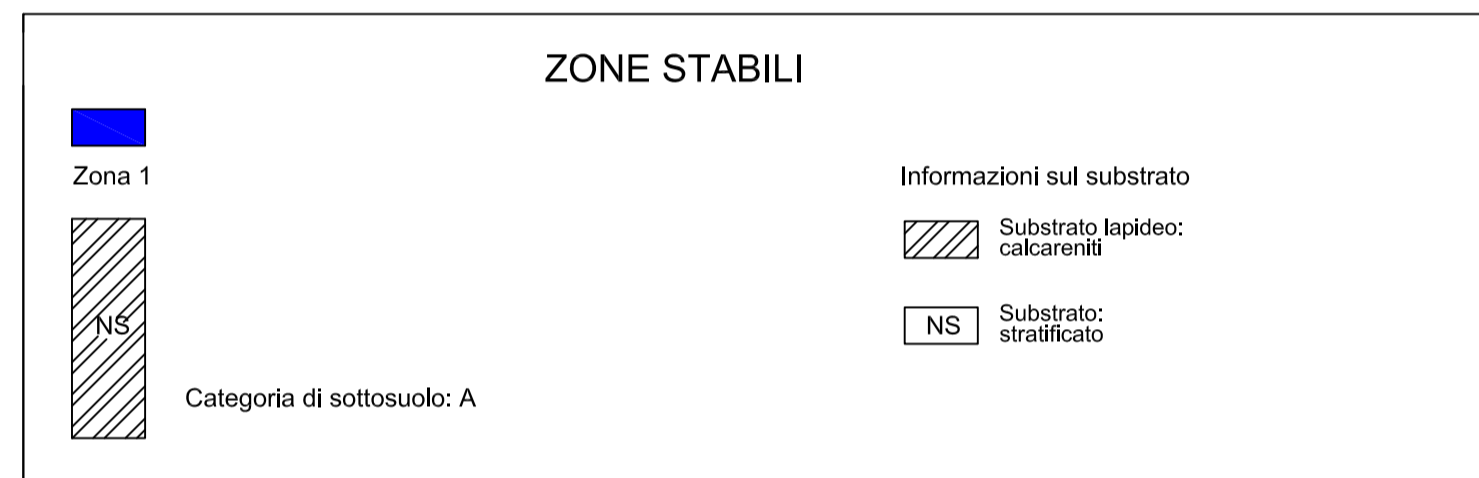 ZONE STABILI
Zona 1
NS
Categoria di sottosuolo: A
Informazioni sul substrato
Substrato lapideo:
calcareniti
NS
Substrato:
stratificato